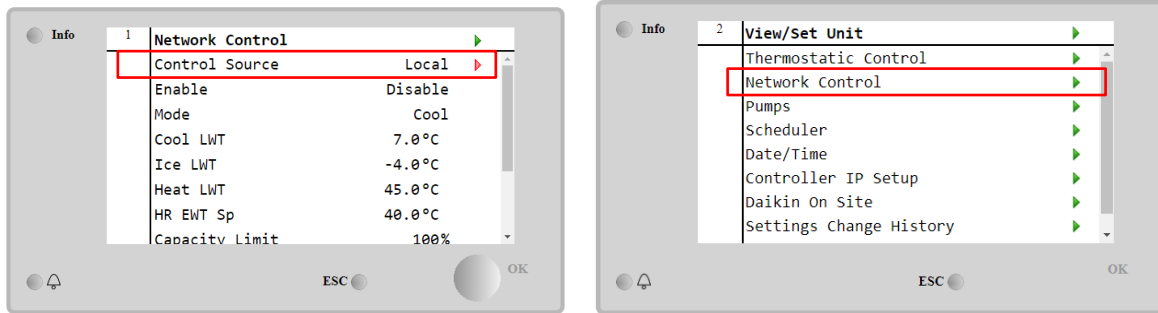 Info
1 Network Control
Control Source Local
Enable Disable
Mode Cool
Cool LWT 7.0°C
Ice LWT -4.0°C
Heat LWT 45.0°C
HR EWT Sp 40.0°C
Capacity Limit 100%
ESC
OK
Info
2 View/Set Unit
Thermostatic Control
Network Control
Pumps
Scheduler
Date/Time
Controller IP Setup
Daikin On Site
Settings Change History
ESC
OK